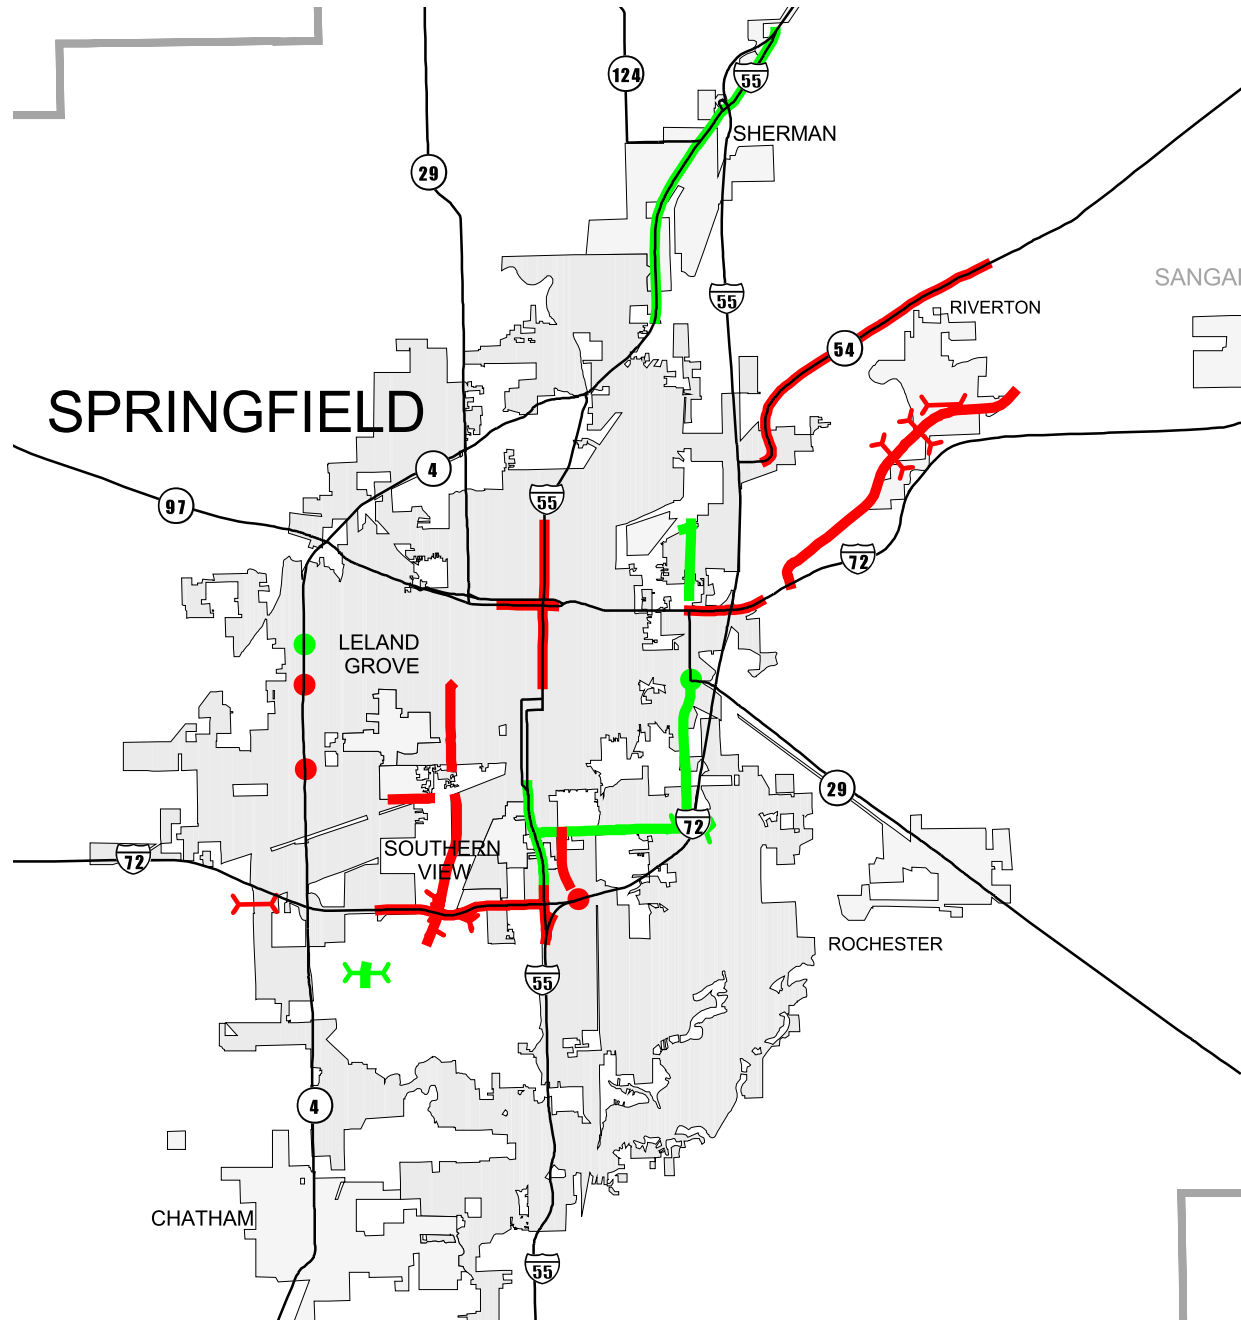 124
55
SHERMAN
29
SANGA
55
RIVERTON
54
SPRINGFIELD
4
97
55
72
LELAND
GROVE
29
72
SOUTHERN
VIEW
72
ROCHESTER
55
4
CHATHAM
55